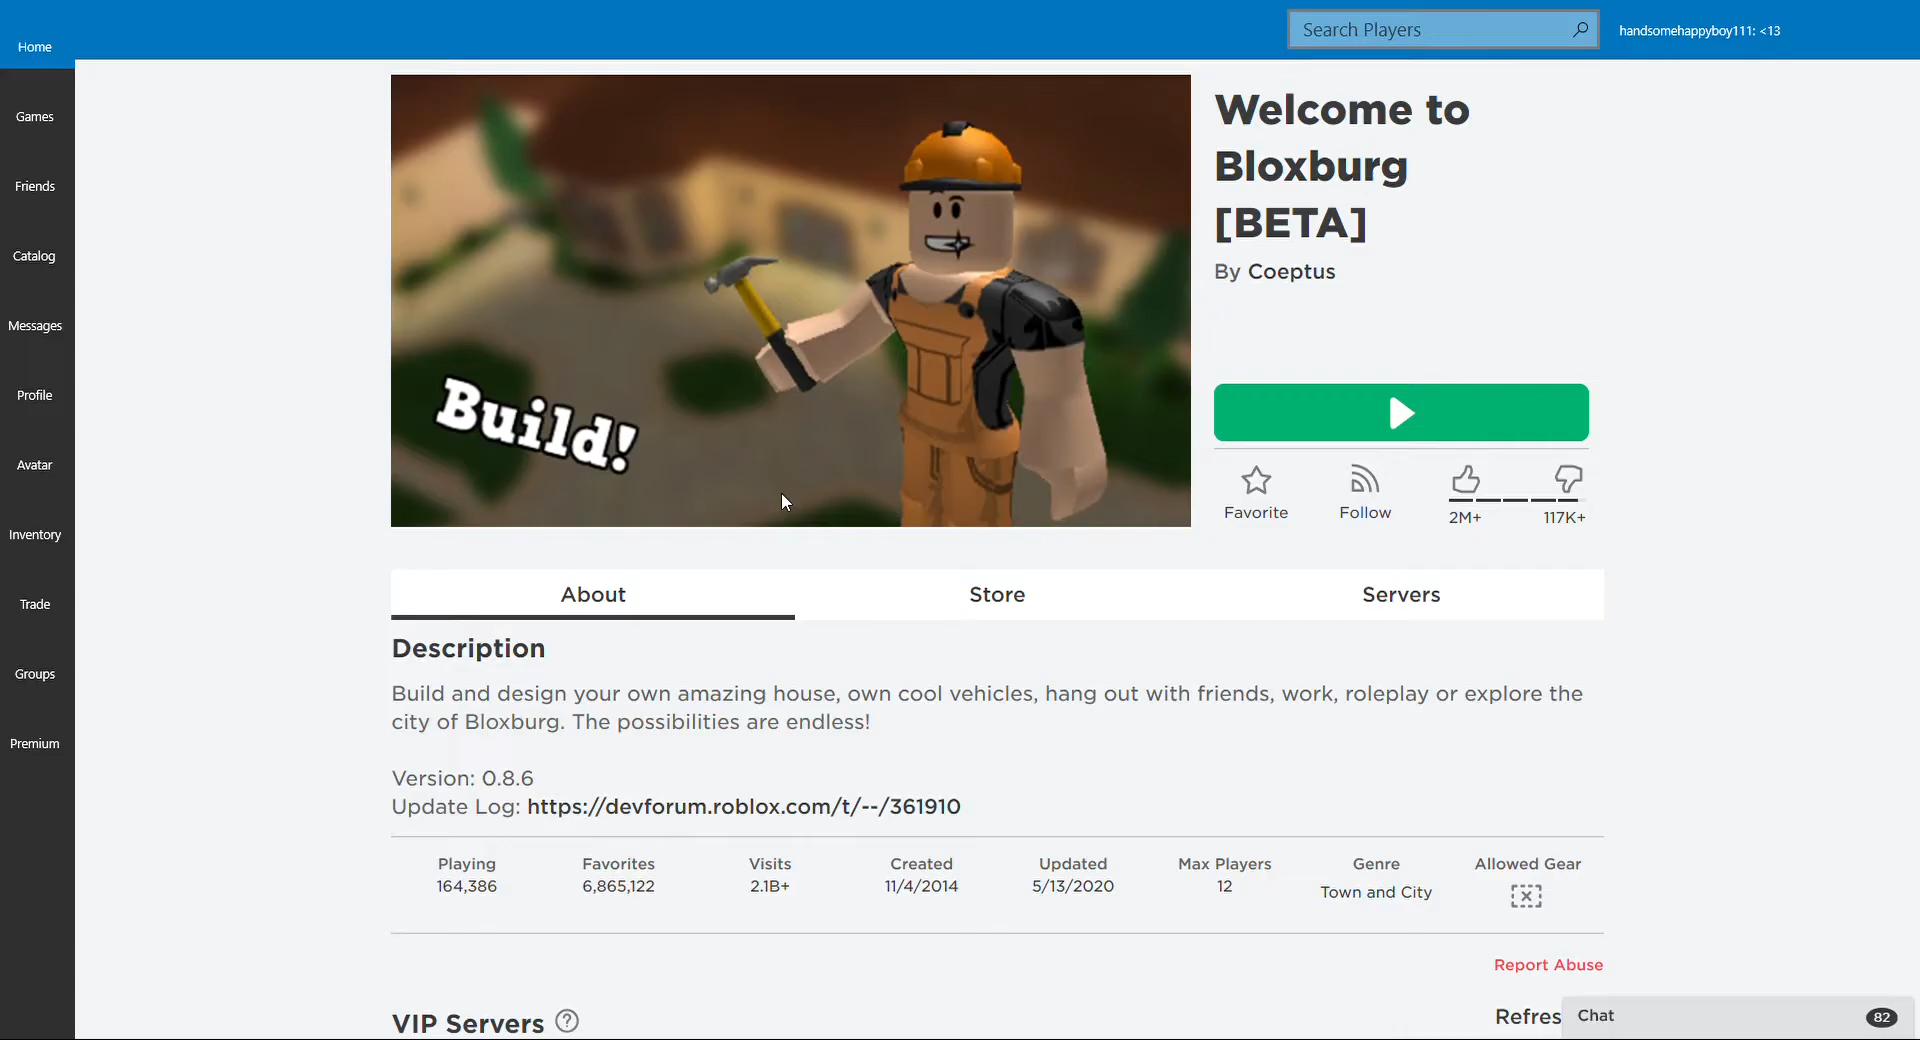 Search Players
handsomehappyboy111: <13
Home
Games
Friends
Catalog
Messages
Profile
Avatar
Inventory
Trade
Groups
Premium
Build!
Welcome to
Bloxburg
[BETA]
By Coeptus
Favorite
Follow
2M+
117K+
About
Store
Servers
Description
Build and design your own amazing house, own cool vehicles, hang out with friends, work, roleplay or explore the
city of Bloxburg. The possibilities are endless!
Version: 0.8.6
Update Log: https://devforum.roblox.com/t/--/361910
Playing
Favorites
Visits
Created
Updated
Max Players
Genre
Allowed Gear
164,386
6,865,122
2.1B+
11/4/2014
5/13/2020
12
Town and City
Report Abuse
VIP Servers ?
Refres
Chat
82